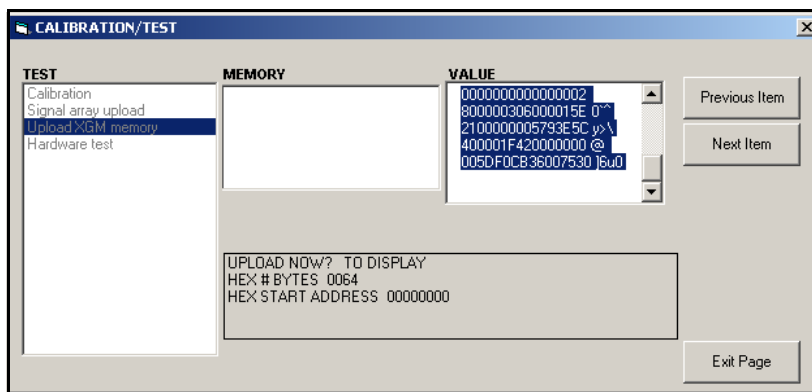 CALIBRATION/TEST
TEST
Calibration
Signal array upload
Upload XGM memory
Hardware test
MEMORY
VALUE
0000000000000002
800000306000015E 0`^
2100000005793E5C y>\
400001F420000000 @
005DF0CB36007530 ]6u0
Previous Item
Next Item
UPLOAD NOW?   TO DISPLAY
HEX # BYTES  0064
HEX START ADDRESS  00000000
Exit Page